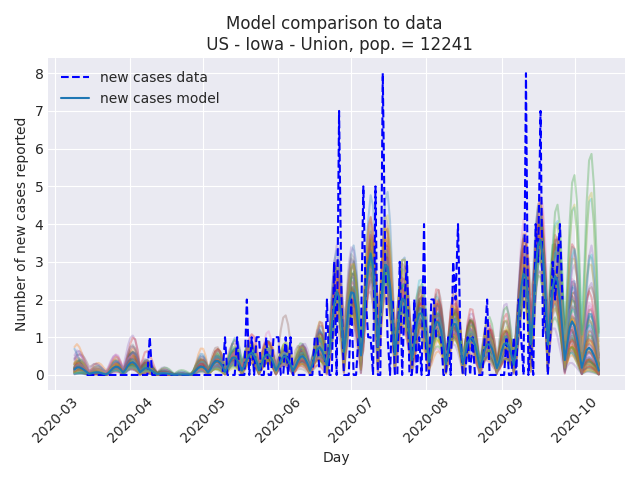 Model comparison to data
US - Iowa - Union, pop. = 12241
new cases data
new cases model
Number of new cases reported
8
7
6
5
4
3
2
1
0
2020-03
2020-04
2020-05
2020-06
2020-07
2020-08
2020-09
2020-10
Day